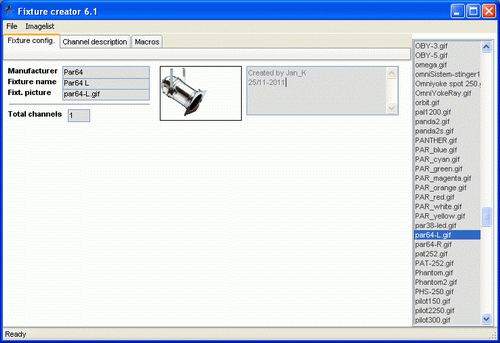 Fixture creator 6.1
File Imagelist
Fixture config. Channel description Macros
Manufacturer Par64
Fixture name Par64 L
Fixt. picture par64-L.gif
Total channels 1
Created by Jan_K
25/11-2011
OBY-3.gif
OBY-5.gif
omega.gif
omniSistem-stinger1
Omniyoke spot 250.g
OmniYokeRay.gif
orbit.gif
pal1200.gif
panda2.gif
panda2s.gif
PANTHER.gif
PAR_blue.gif
PAR_cyan.gif
PAR_green.gif
PAR_magenta.gif
PAR_orange.gif
PAR_red.gif
PAR_white.gif
PAR_yellow.gif
par38-led.gif
par64-L.gif
par64-R.gif
pat252.gif
PAT-252.gif
Phantom.gif
Phantom2.gif
PHS-250.gif
pilot150.gif
pilot2250.gif
pilot300.gif
Ready